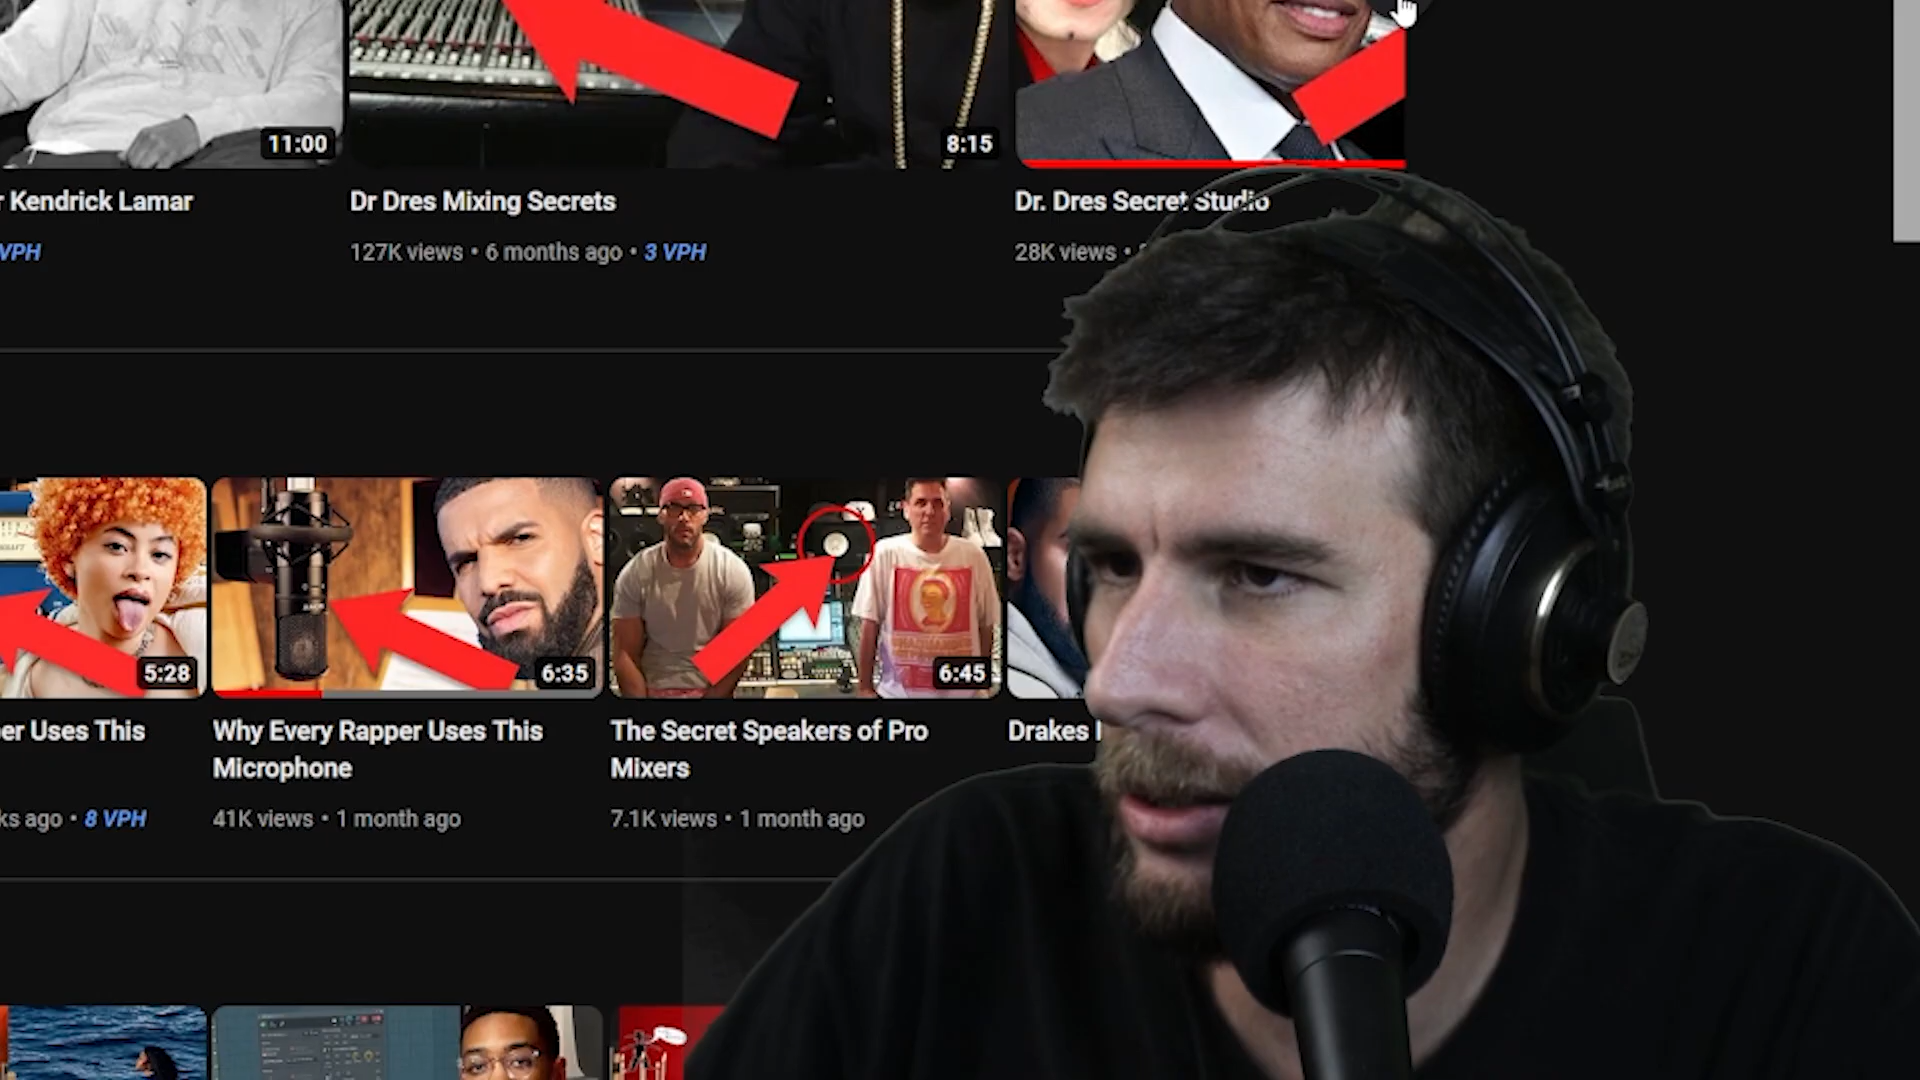 11:00
8:15
r Kendrick Lamar
Dr Dres Mixing Secrets
Dr. Dres Secret Studio
VPH
127K views • 6 months ago • 3 VPH
28K views •
5:28
6:35
6:45
er Uses This
Why Every Rapper Uses This
Microphone
The Secret Speakers of Pro
Mixers
Drakes
ks ago • 8 VPH
41K views • 1 month ago
7.1K views • 1 month ago